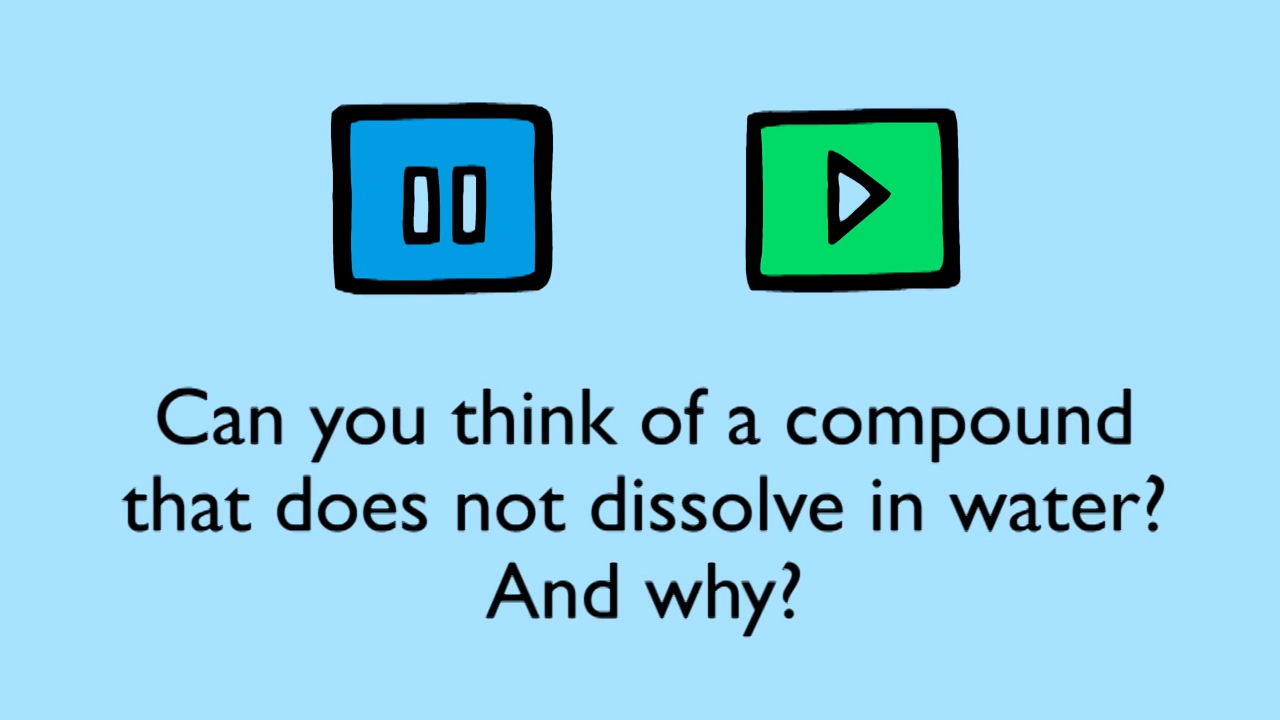 Can you think of a compound
that does not dissolve in water?
And why?